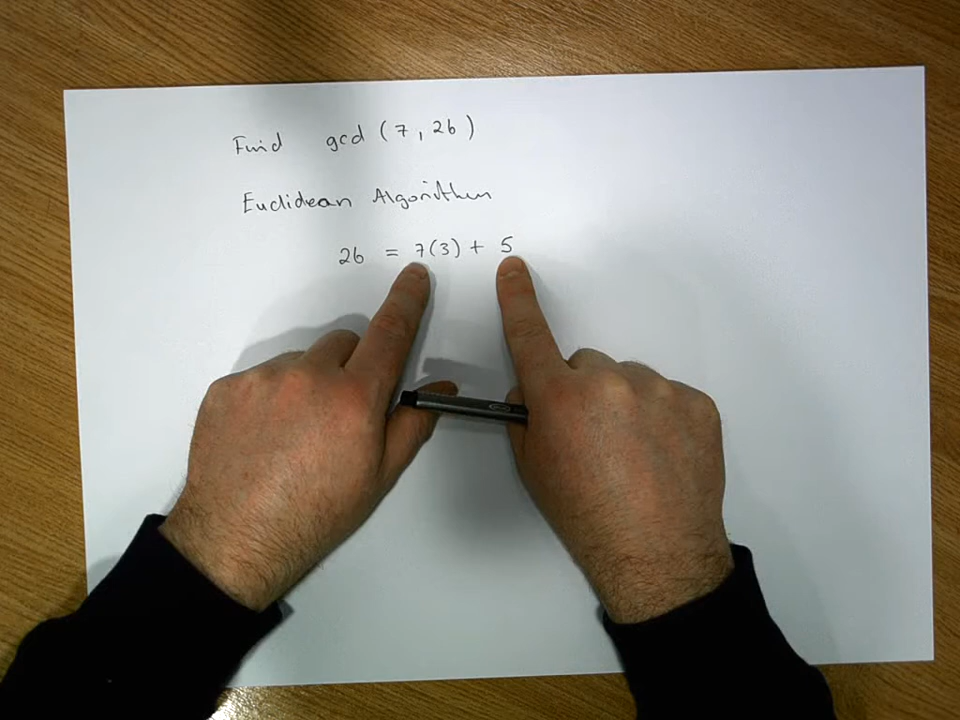 Find gcd (7, 26)
Euclidean Algorithm
26 = 7(3) + 5